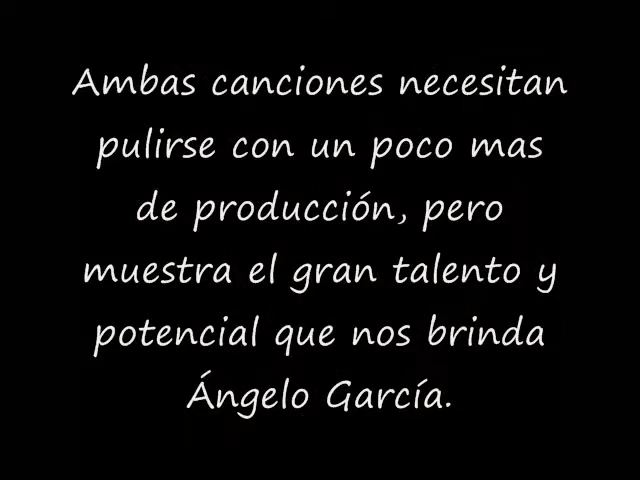 Ambas canciones necesitan
pulirse con un poco mas
de producción, pero
muestra el gran talento y
potencial que nos brinda
Ángelo García.